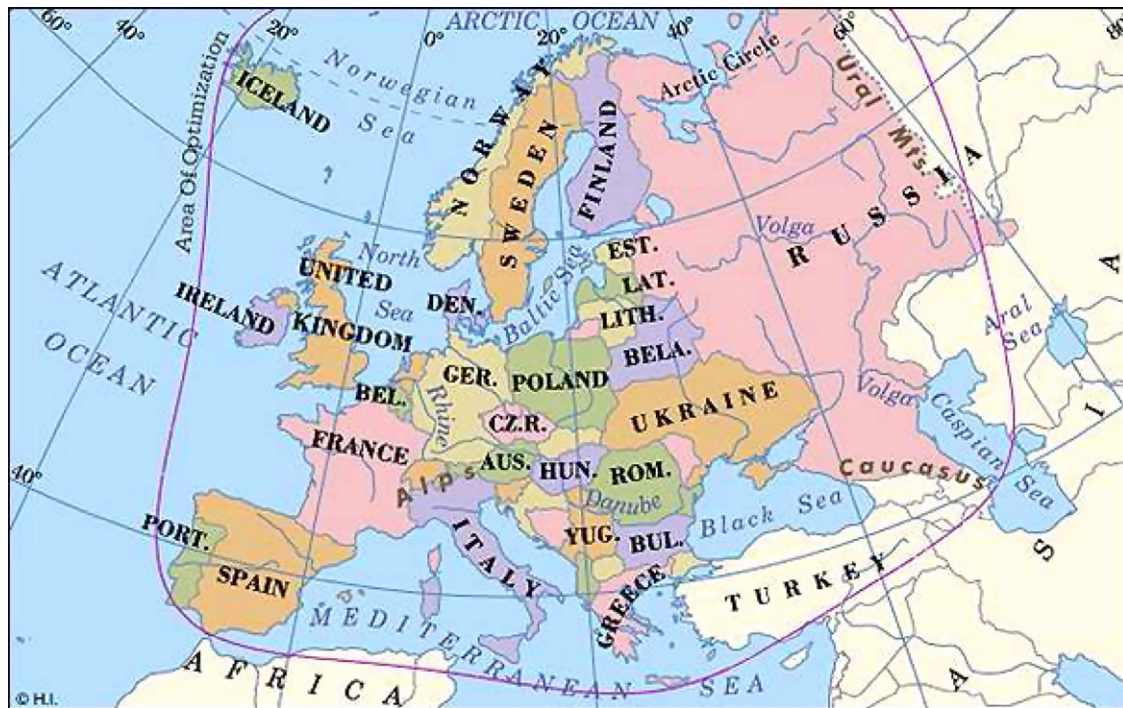 60°
40°
20°
0°
ARCTIC OCEAN
20°
40°
60°
80°
Area Of Optimization
ICELAND
Norwegian
Sea
Arctic Circle
Ural Mts.
NORWAY
SWEDEN
FINLAND
RUSSIA
Volga
ATLANTIC
OCEAN
North
Sea
UNITED
KINGDOM
IRELAND
DEN.
Baltic Sea
EST.
LAT.
LITH.
BELA.
Aral
Sea
ASIA
GER.
POLAND
BEL.
Rhine
CZ.R.
UKRAINE
Volga
Caspian
Sea
FRANCE
AUS.
HUN.
ROM.
Alps
Danube
Caucasus
40°
PORT.
SPAIN
ITALY
YUG.
BUL.
Black Sea
GREECE
TURKEY
MEDITERRANEAN SEA
AFRICA
© H.I.